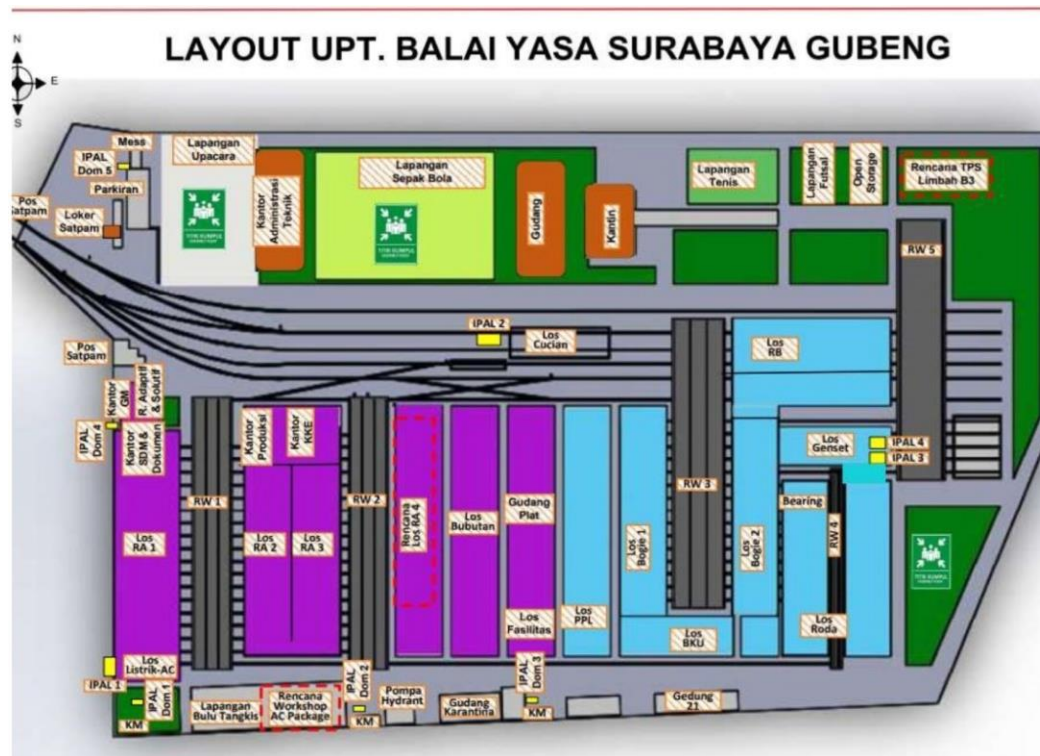 LAYOUT UPT. BALAI YASA SURABAYA GUBENG
N
E
S
Mess
IPAL
Dom 5
Parkiran
Pos
Satpam
Loker
Satpam
Lapangan
Upacara
TITIK KUMPUL
Kantor
Administrasi
Teknik
Lapangan
Sepak Bola
TITIK KUMPUL
Gudang
Kantin
Lapangan
Tenis
Lapangan
Futsal
Open
Storage
Rencana TPS
Limbah B3
RW 5
IPAL 2
Los
Cucian
Los
RB
Pos
Satpam
Kantor
GM
R. Adaptif
& Solutif
IPAL
Dom 4
Kantor
SDM &
Dokumen
Kantor
Produksi
Kantor
KKE
Los
Genset
IPAL 4
IPAL 3
RW 1
RW 2
RW 3
Bearing
RW 4
Los
RA 1
Los
RA 2
Los
RA 3
Rencana
Los RA 4
Los
Bubutan
Gudang
Plat
Los
Bogie 1
Los
Bogie 2
TITIK KUMPUL
Los
Fasilitas
Los
PPL
Los
BKU
Los
Roda
Los
Listrik-AC
IPAL 1
IPAL
Dom 1
KM
Lapangan
Bulu Tangkis
Rencana
Workshop
AC Package
IPAL
Dom 2
KM
Pompa
Hydrant
Gudang
Karantina
IPAL
Dom 3
KM
Gedung
21